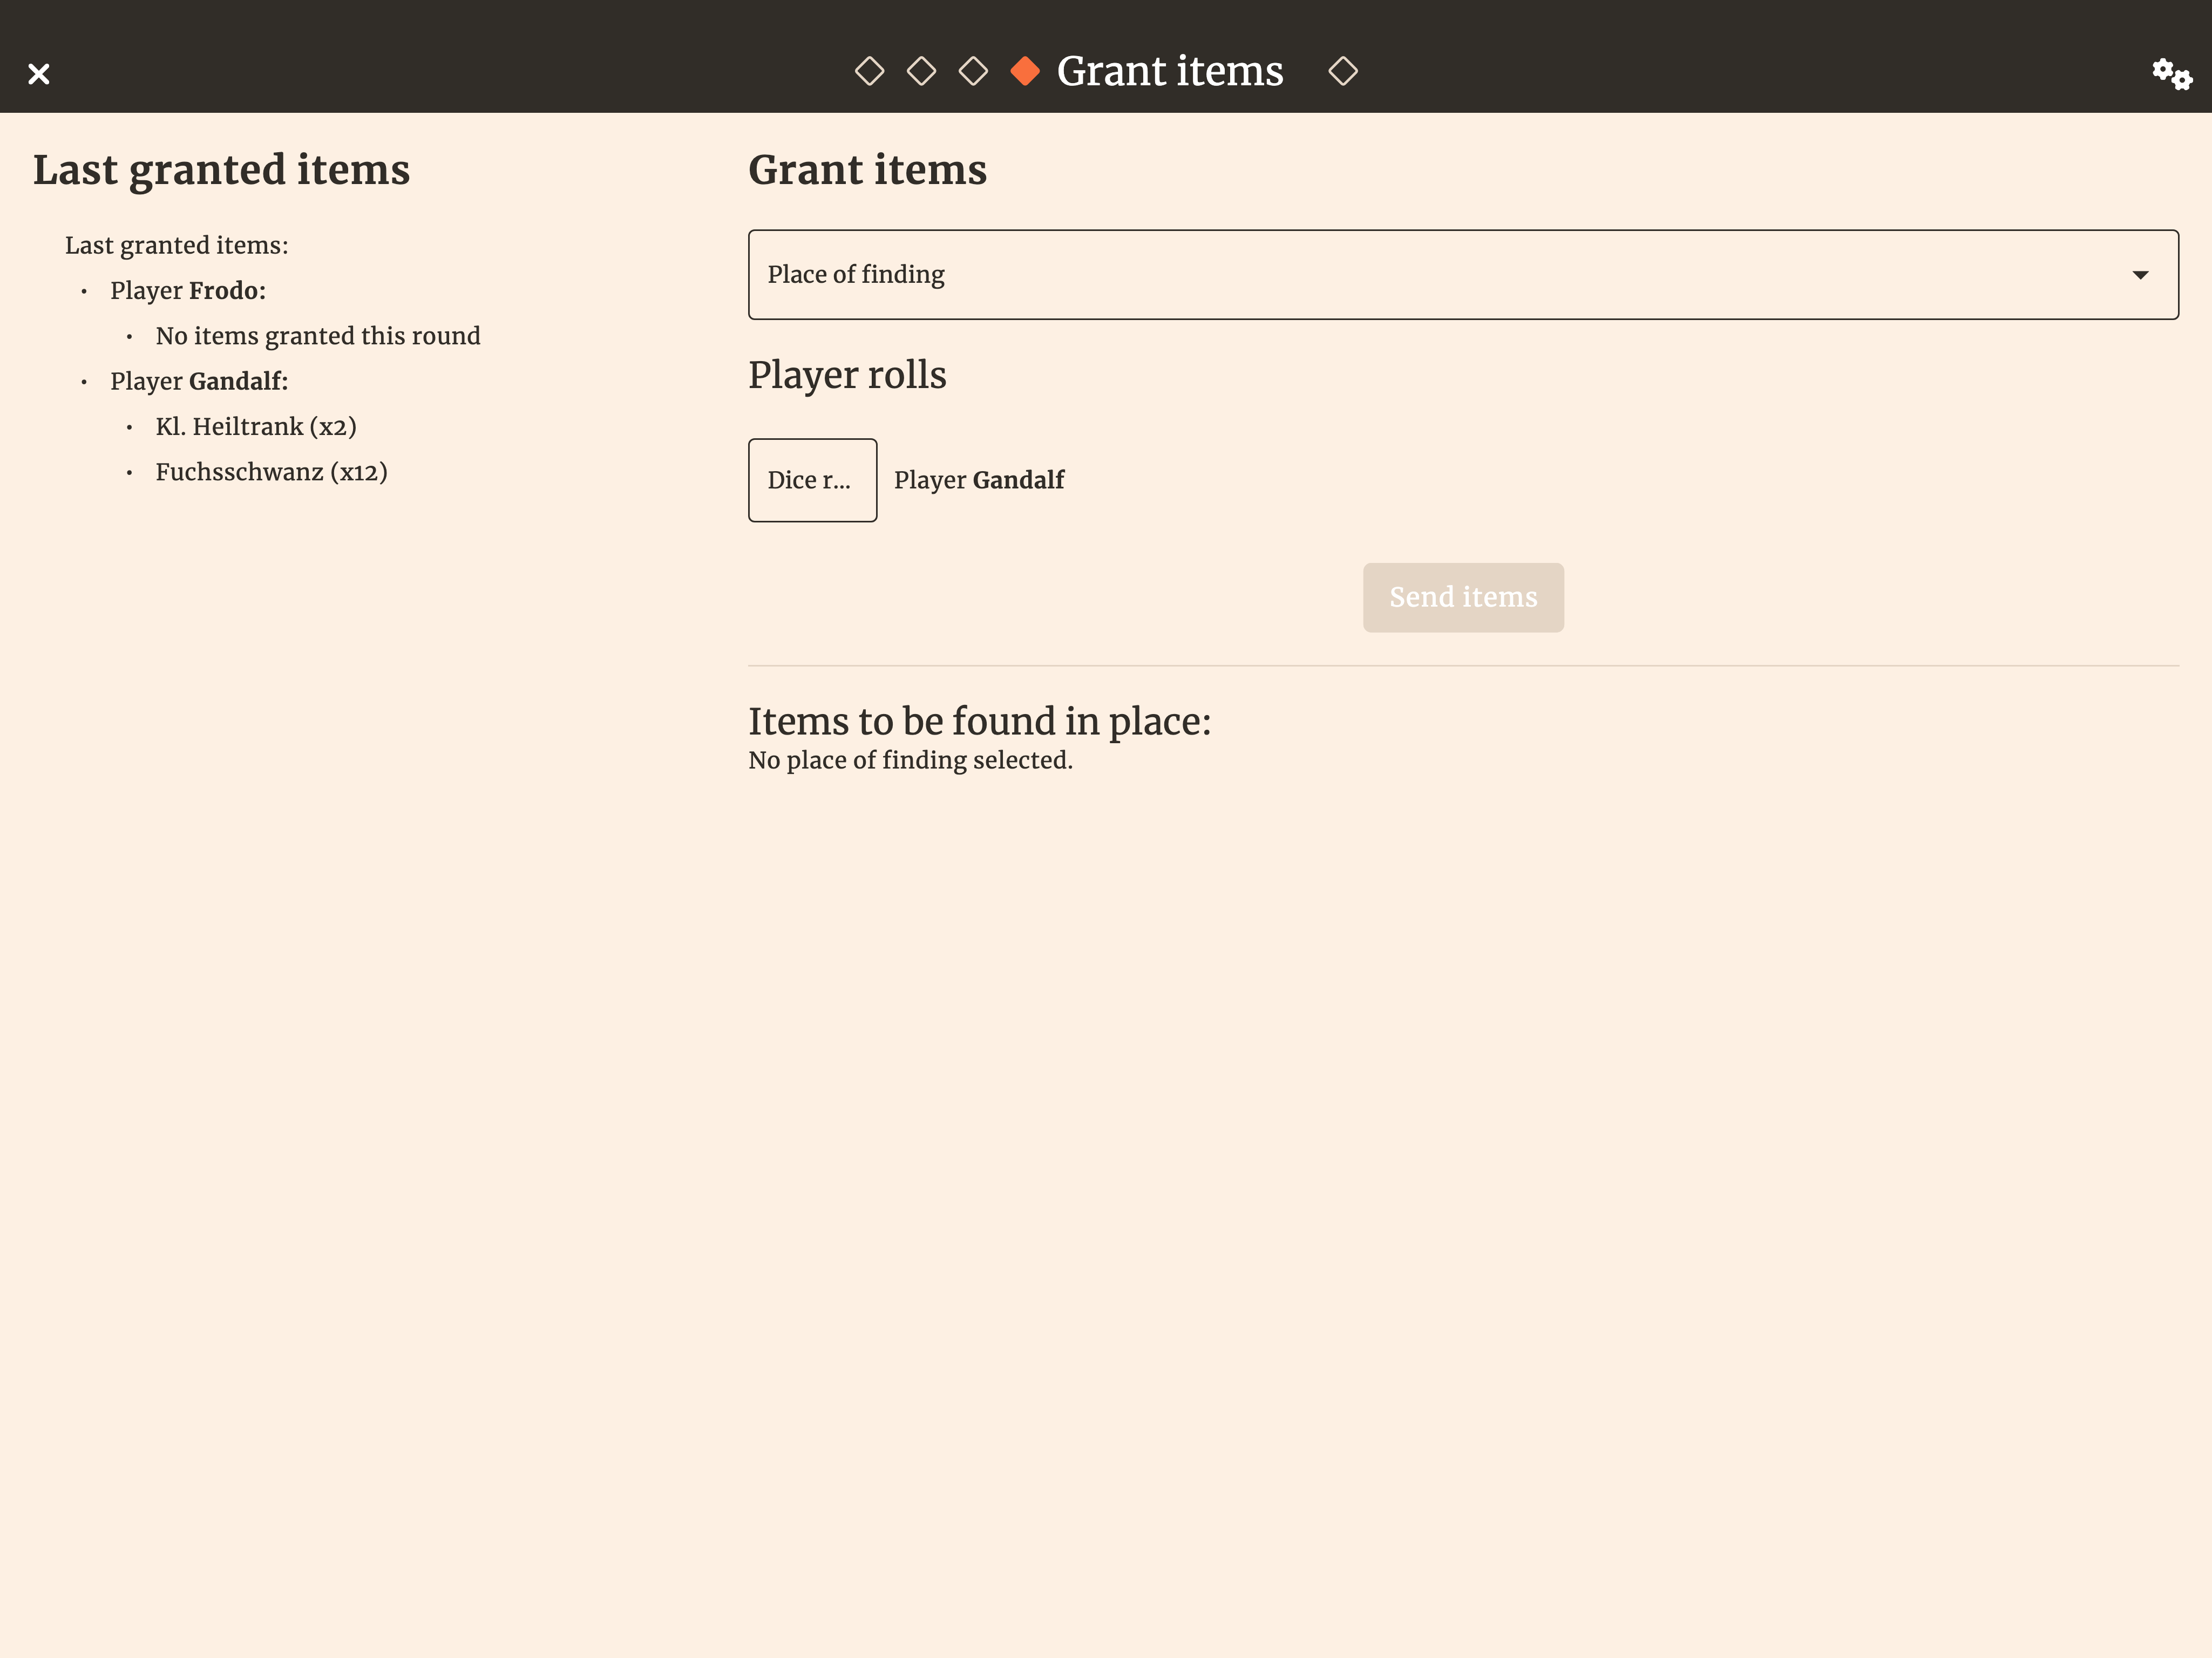 Grant items
Last granted items
Last granted items:
Player Frodo:
No items granted this round
Player Gandalf:
Kl. Heiltrank (x2)
Fuchsschwanz (x12)
Grant items
Place of finding
Player rolls
Dice r...
Player Gandalf
Send items
Items to be found in place:
No place of finding selected.